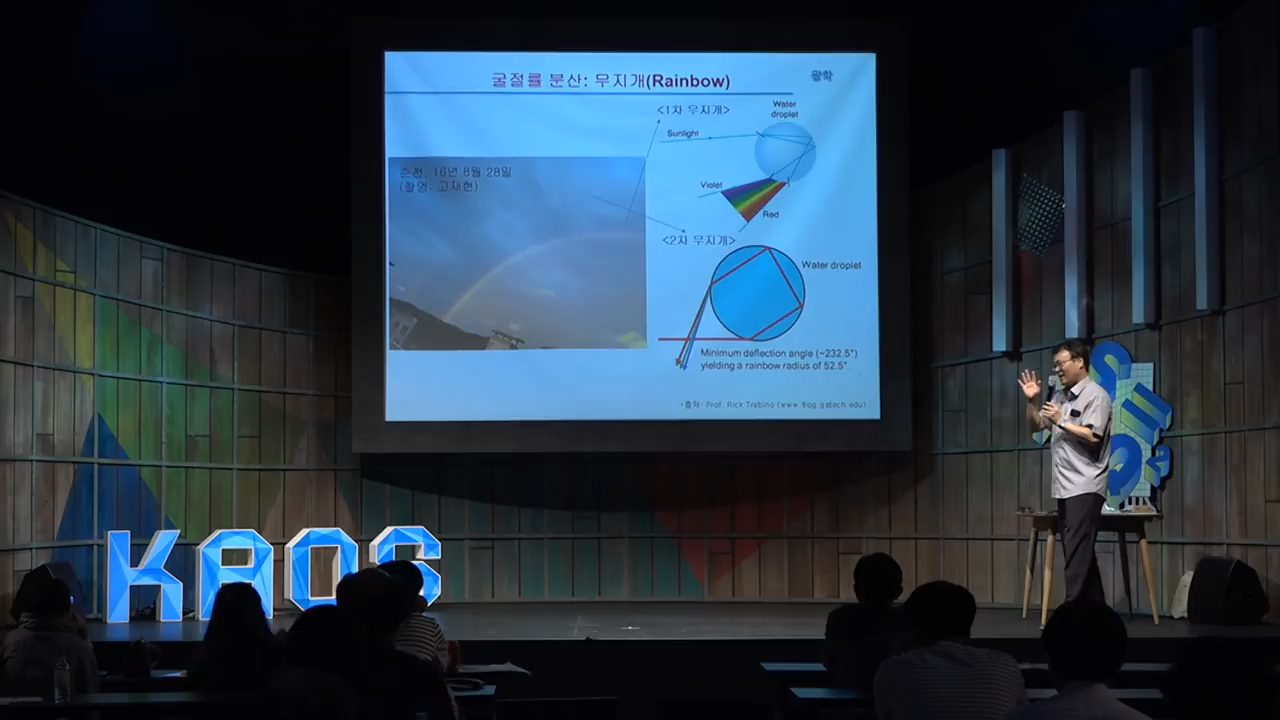 굴절률 분산: 무지개(Rainbow)
광학
<1차 무지개>
Water
droplet
Sunlight
춘천, 16년 8월 28일
(촬영: 고재현)
Violet
Red
<2차 무지개>
Water droplet
Minimum deflection angle (~232.5°)
yielding a rainbow radius of 52.5°.
*출처: Prof. Rick Trebino (www.frog.gatech.edu)
KAOS